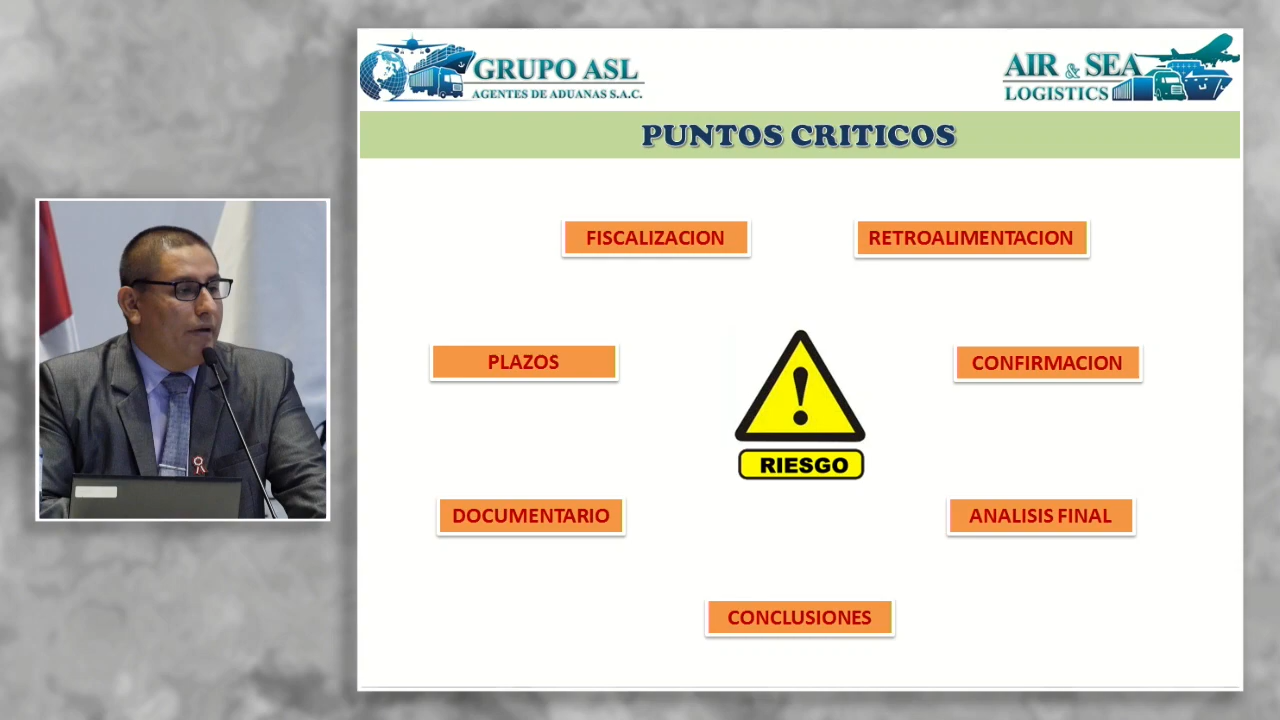 GRUPO ASL
AGENTES DE ADUANAS S.A.C.
AIR & SEA
LOGISTICS
PUNTOS CRITICOS
FISCALIZACION
RETROALIMENTACION
PLAZOS
CONFIRMACION
RIESGO
DOCUMENTARIO
ANALISIS FINAL
CONCLUSIONES